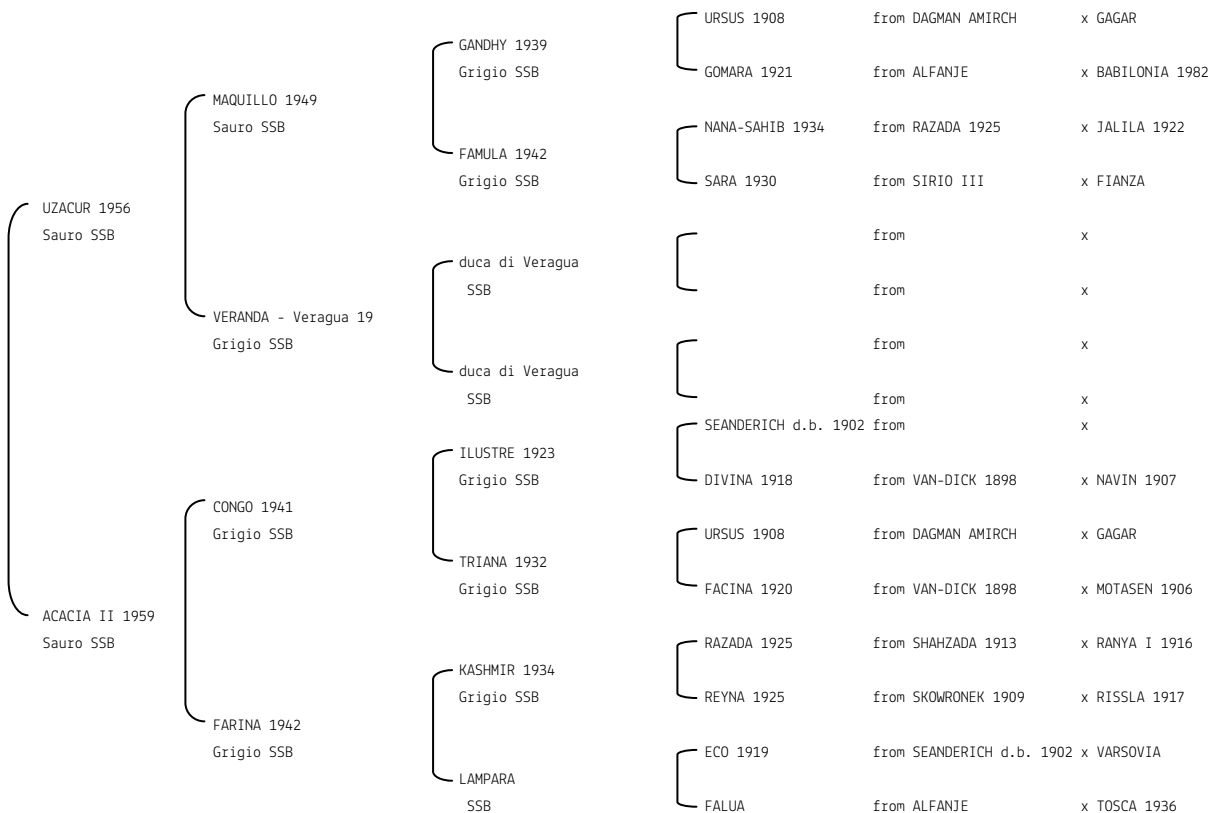 URSUS 1908 from DAGMAN AMIRCH x GAGAR
GANDHY 1939
Grigio SSB GOMARA 1921 from ALFANJE x BABILONIA 1982
MAQUILLO 1949
Sauro SSB NANA-SAHIB 1934 from RAZADA 1925 x JALILA 1922
FAMULA 1942
Grigio SSB SARA 1930 from SIRIO III x FIANZA
UZACUR 1956
Sauro SSB from x
duca di Veragua
SSB from x
VERANDA - Veragua 19
Grigio SSB from x
duca di Veragua
SSB from x
SEANDERICH d.b. 1902 from x
ILUSTRE 1923
Grigio SSB DIVINA 1918 from VAN-DICK 1898 x NAVIN 1907
CONGO 1941
Grigio SSB URSUS 1908 from DAGMAN AMIRCH x GAGAR
TRIANA 1932
Grigio SSB FACINA 1920 from VAN-DICK 1898 x MOTASEN 1906
ACACIA II 1959
Sauro SSB RAZADA 1925 from SHAHZADA 1913 x RANYA I 1916
KASHMIR 1934
Grigio SSB REYNA 1925 from SKOWRONEK 1909 x RISSLA 1917
FARINA 1942
Grigio SSB ECO 1919 from SEANDERICH d.b. 1902 x VARSOVIA
LAMPARA
SSB FALUA from ALFANJE x TOSCA 1936